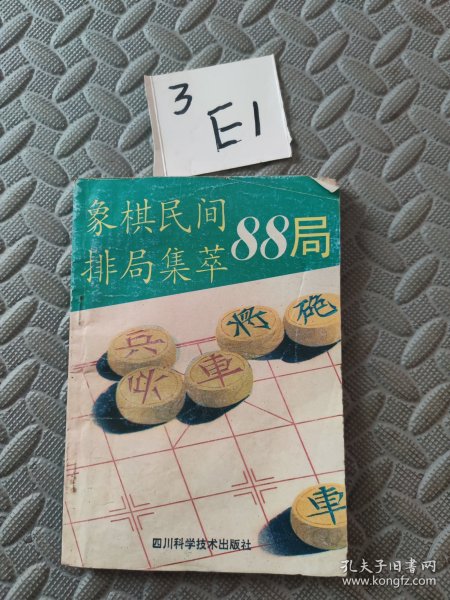 3
E1
象棋民间
排局集萃88局
兵
將
砲
車
車
四川科学技术出版社
孔夫子旧书网
www.kongfz.com